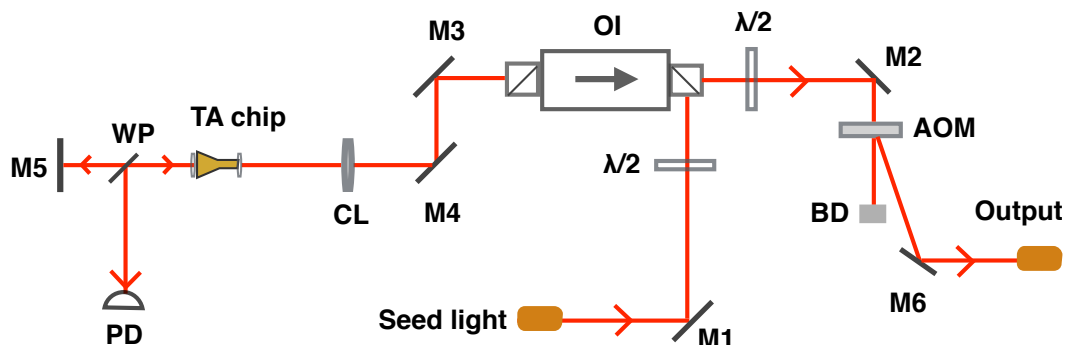 M3
OI
λ/2
M2
TA chip
WP
AOM
M5
λ/2
M4
CL
BD
Output
M6
Seed light
M1
PD